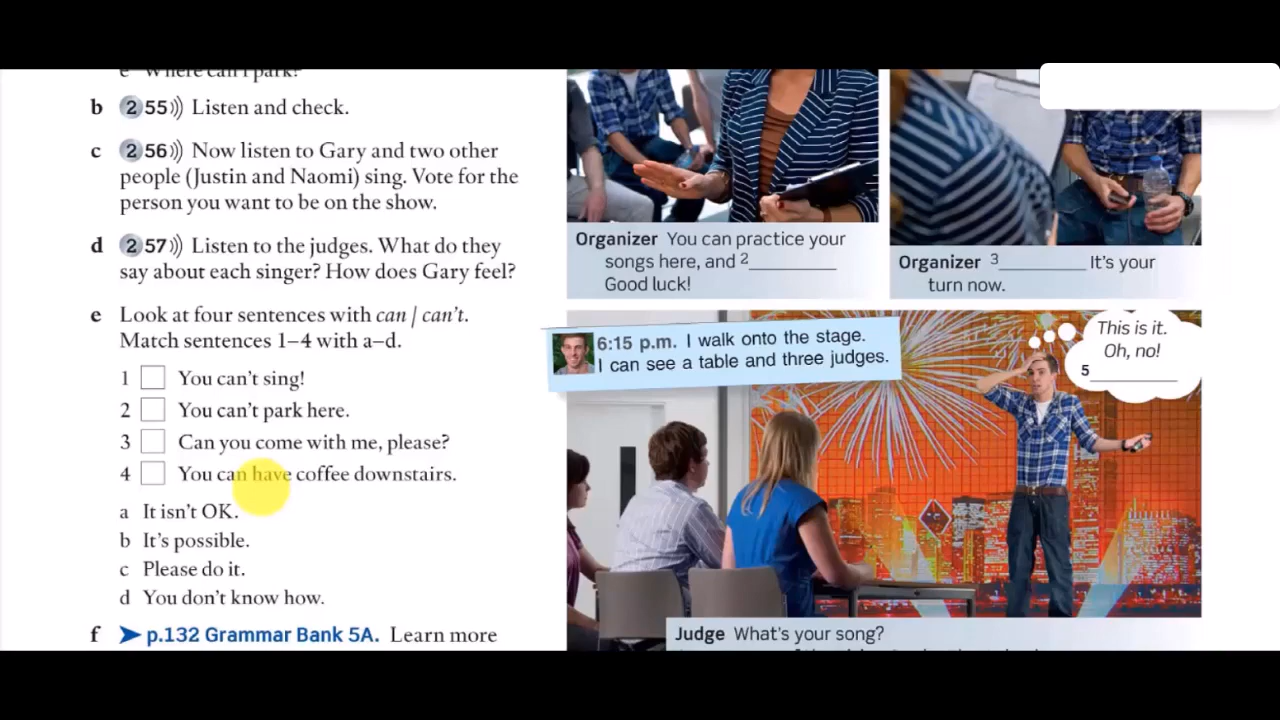 e Where can I park?
b 2 55 Listen and check.
c 2 56 Now listen to Gary and two other
people (Justin and Naomi) sing. Vote for the
person you want to be on the show.
d 2 57 Listen to the judges. What do they
say about each singer? How does Gary feel?
e Look at four sentences with can / can't.
Match sentences 1–4 with a–d.
1 You can't sing!
2 You can't park here.
3 Can you come with me, please?
4 You can have coffee downstairs.
a It isn't OK.
b It's possible.
c Please do it.
d You don't know how.
f p.132 Grammar Bank 5A. Learn more
Organizer You can practice your
songs here, and 2__________
Good luck!
Organizer 3__________ It's your
turn now.
6:15 p.m. I walk onto the stage.
I can see a table and three judges.
This is it.
Oh, no!
5__________
Judge What's your song?